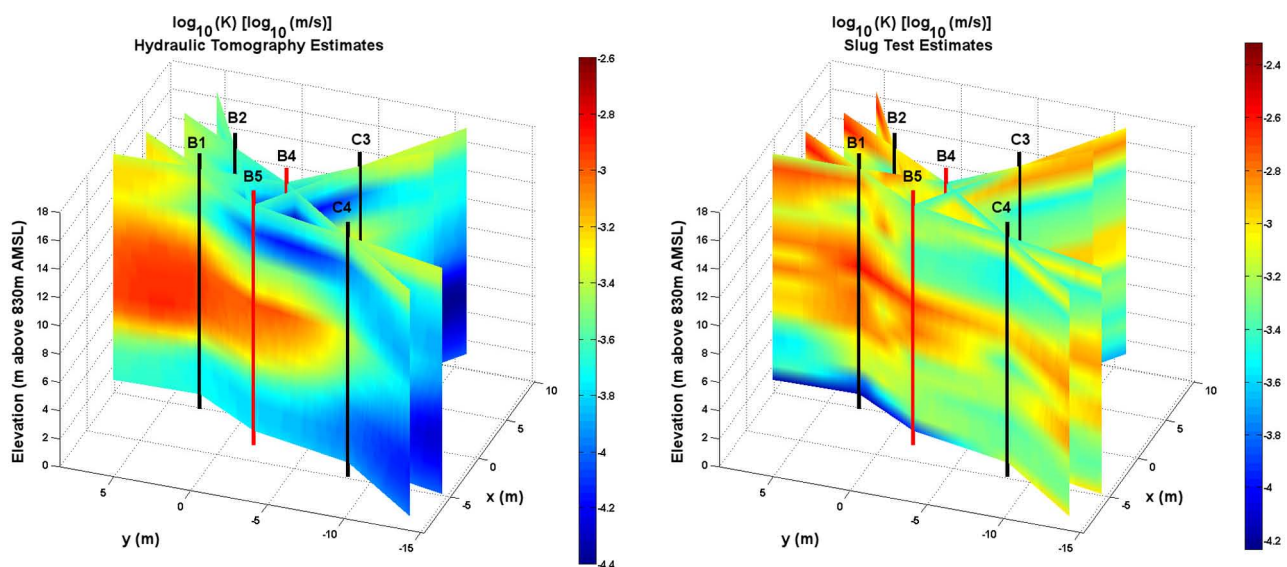 log10(K) [log10(m/s)]
Hydraulic Tomography Estimates
-2.6
-2.8
-3
-3.2
-3.4
-3.6
-3.8
-4
-4.2
-4.4
B2
B1
C3
B4
B5
C4
Elevation (m above 830m AMSL)
18
16
14
12
10
8
6
4
2
0
5
0
-5
-10
-15
y (m)
10
5
0
-5
x (m)
log10(K) [log10(m/s)]
Slug Test Estimates
-2.4
-2.6
-2.8
-3
-3.2
-3.4
-3.6
-3.8
-4
-4.2
B2
B1
C3
B4
B5
C4
Elevation (m above 830m AMSL)
18
16
14
12
10
8
6
4
2
0
5
0
-5
-10
-15
y (m)
10
5
0
-5
x (m)